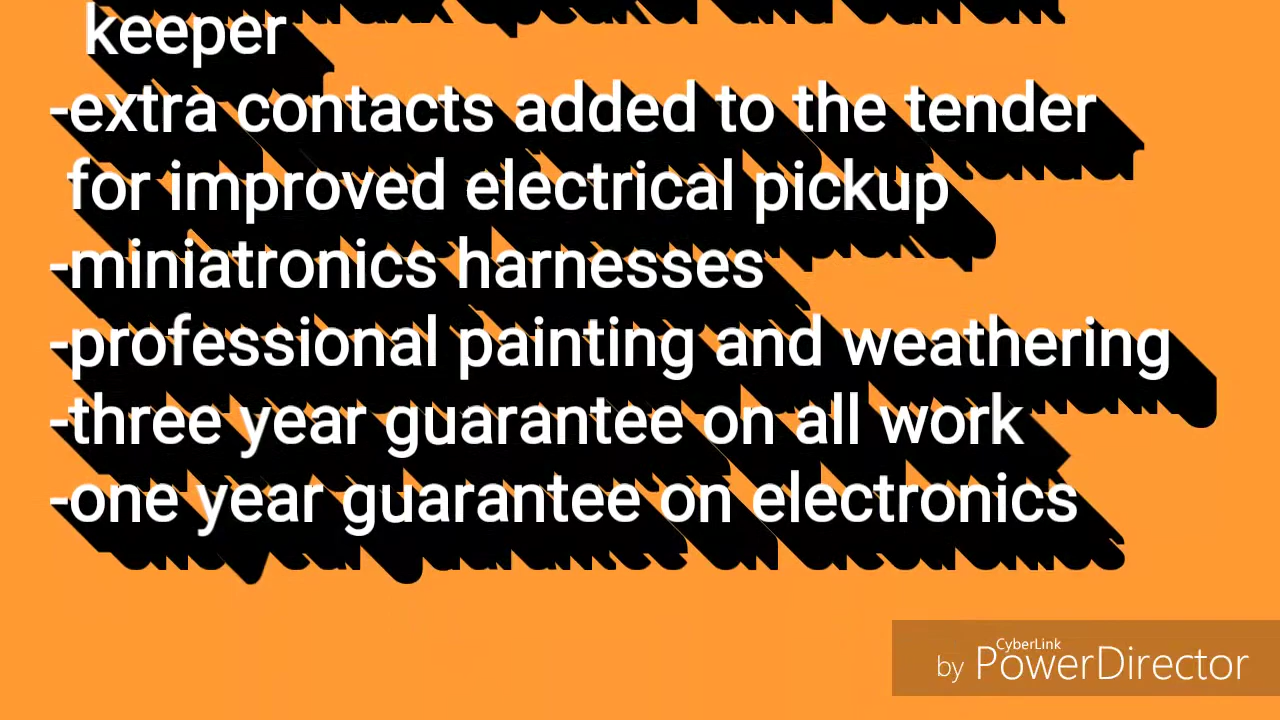 keeper
-extra contacts added to the tender
for improved electrical pickup
-miniatronics harnesses
-professional painting and weathering
-three year guarantee on all work
-one year guarantee on electronics
CyberLink
by PowerDirector